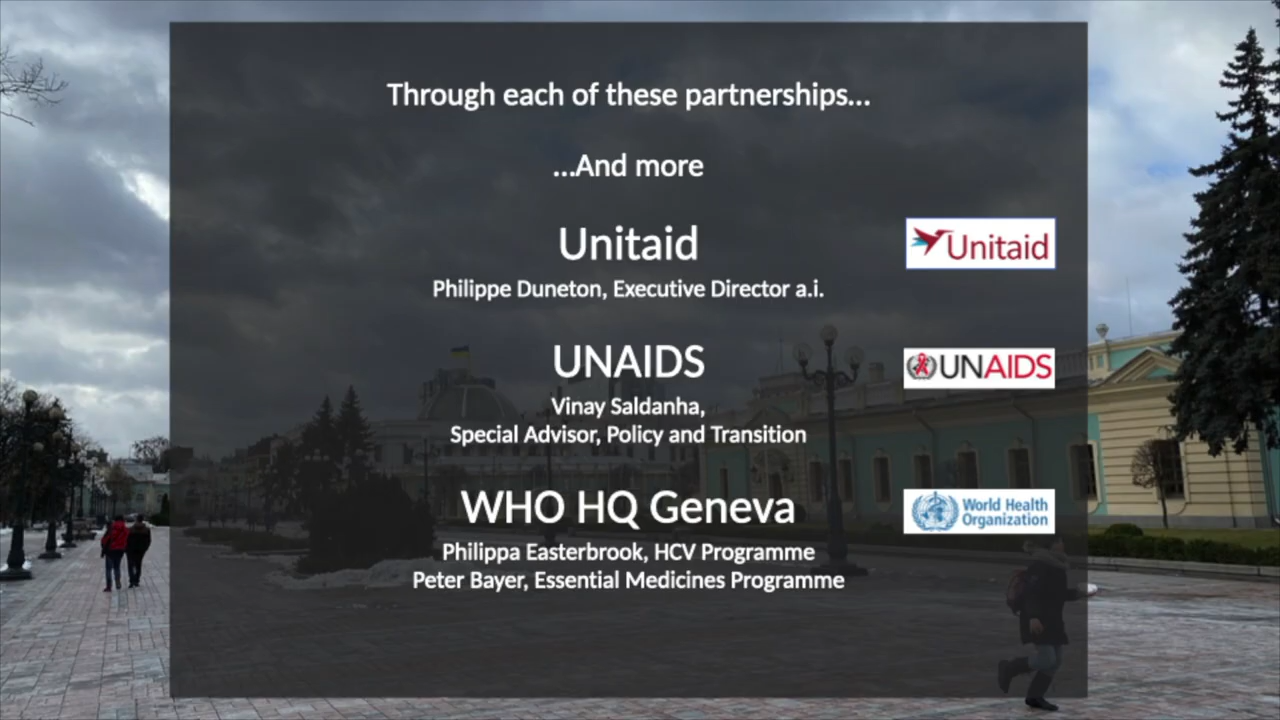 Through each of these partnerships...
...And more
Unitaid
Unitaid
Philippe Duneton, Executive Director a.i.
UNAIDS
UNAIDS
Vinay Saldanha,
Special Advisor, Policy and Transition
WHO HQ Geneva
World Health
Organization
Philippa Easterbrook, HCV Programme
Peter Bayer, Essential Medicines Programme